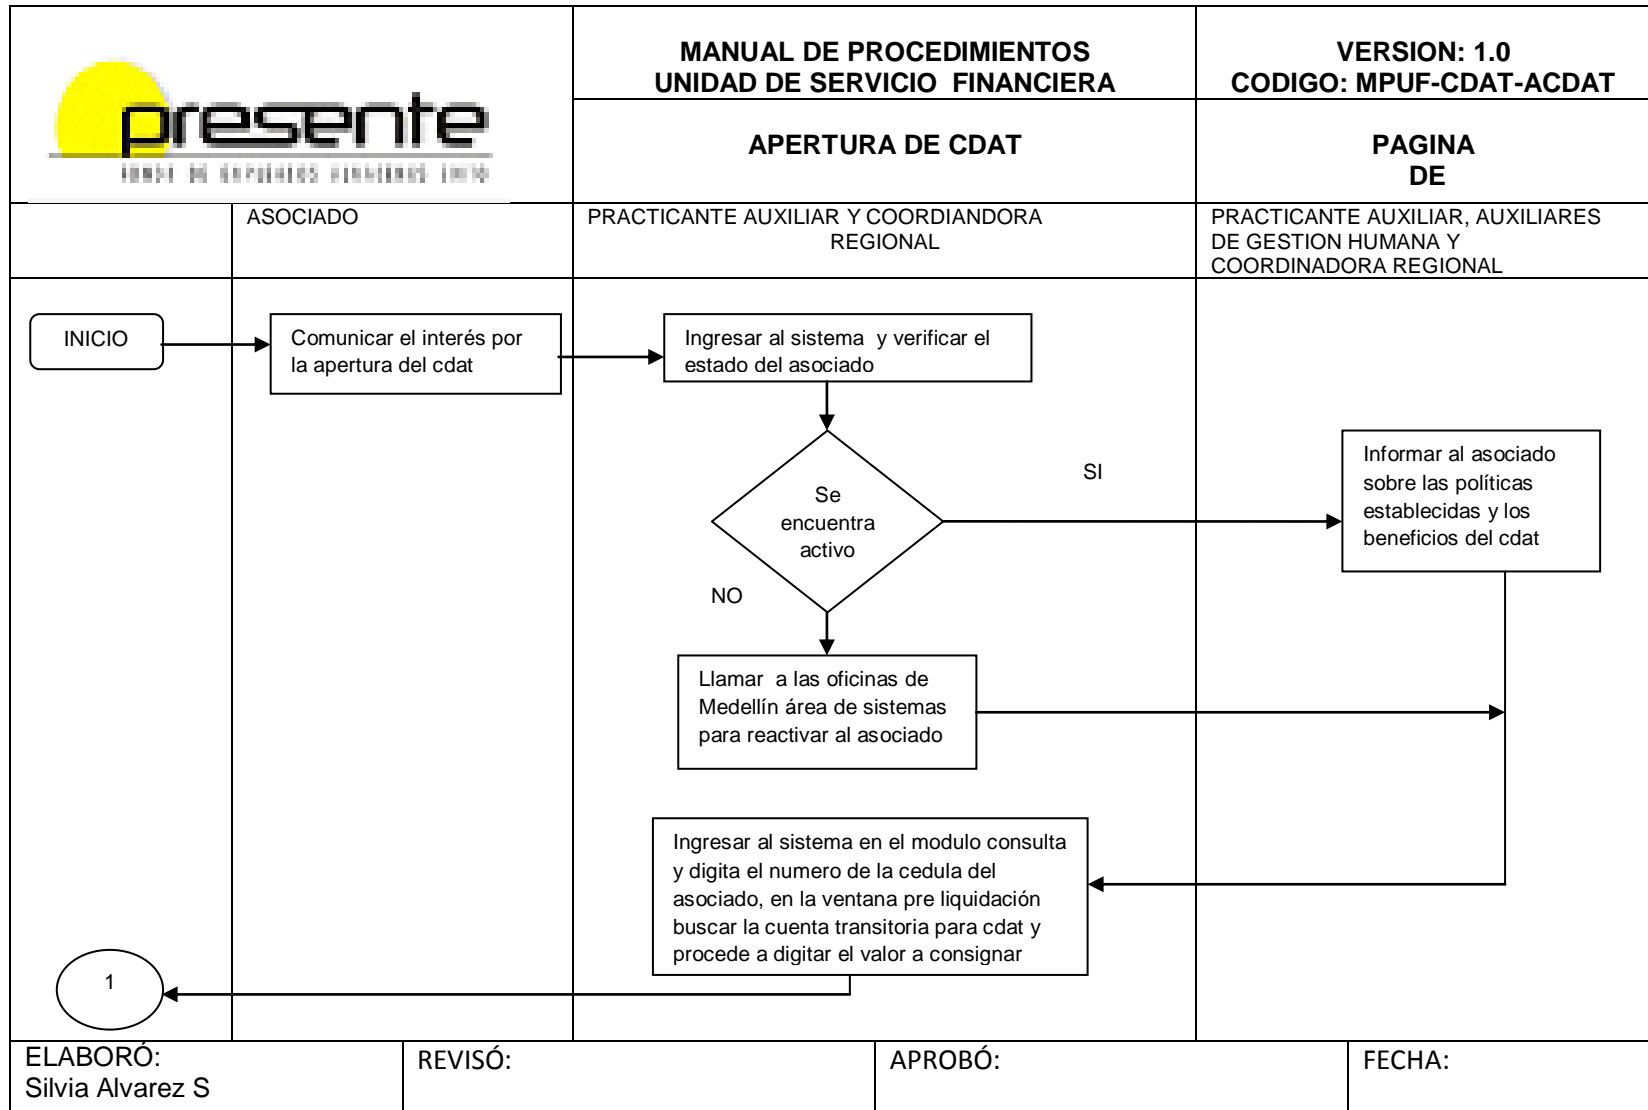 presente
MANUAL DE PROCEDIMIENTOS
UNIDAD DE SERVICIO FINANCIERA
VERSION: 1.0
CODIGO: MPUF-CDAT-ACDAT
APERTURA DE CDAT
PAGINA
DE
ASOCIADO
PRACTICANTE AUXILIAR Y COORDIANDORA
REGIONAL
PRACTICANTE AUXILIAR, AUXILIARES
DE GESTION HUMANA Y
COORDINADORA REGIONAL
INICIO
Comunicar el interés por
la apertura del cdat
Ingresar al sistema y verificar el
estado del asociado
Se
encuentra
activo
SI
Informar al asociado
sobre las políticas
establecidas y los
beneficios del cdat
NO
Llamar a las oficinas de
Medellín área de sistemas
para reactivar al asociado
Ingresar al sistema en el modulo consulta
y digita el numero de la cedula del
asociado, en la ventana pre liquidación
buscar la cuenta transitoria para cdat y
procede a digitar el valor a consignar
1
ELABORÓ:
Silvia Alvarez S
REVISÓ:
APROBÓ:
FECHA: